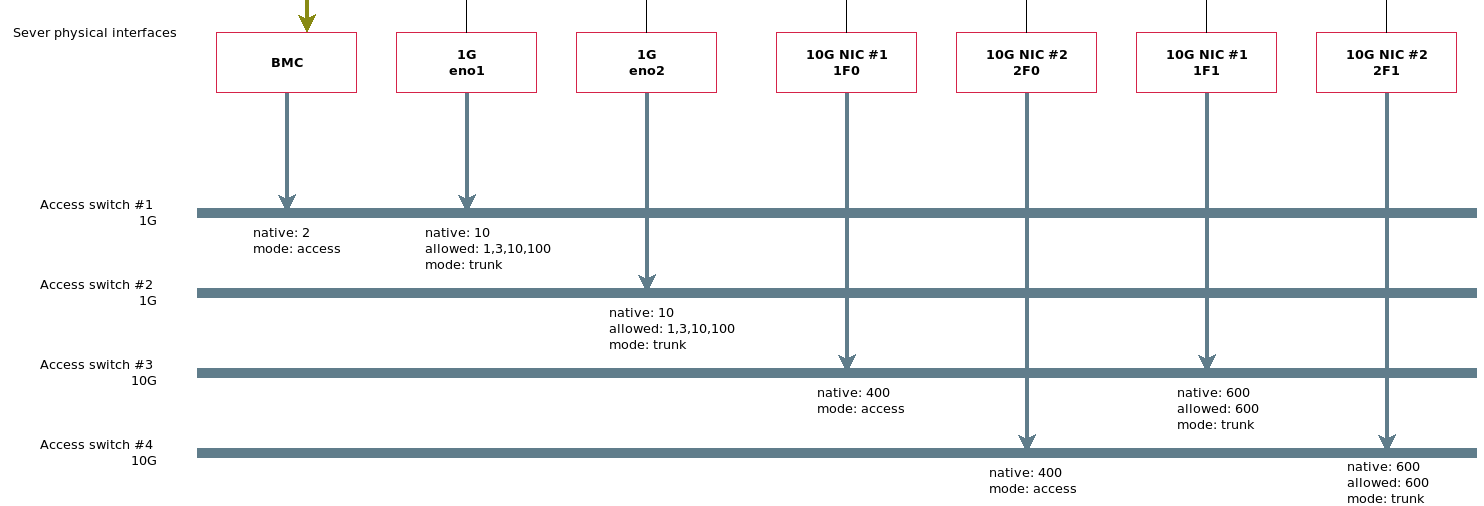 Sever physical interfaces
BMC
1G
eno1
1G
eno2
10G NIC #1
1F0
10G NIC #2
2F0
10G NIC #1
1F1
10G NIC #2
2F1
Access switch #1
1G
native: 2
mode: access
native: 10
allowed: 1,3,10,100
mode: trunk
Access switch #2
1G
native: 10
allowed: 1,3,10,100
mode: trunk
Access switch #3
10G
native: 400
mode: access
native: 600
allowed: 600
mode: trunk
Access switch #4
10G
native: 400
mode: access
native: 600
allowed: 600
mode: trunk